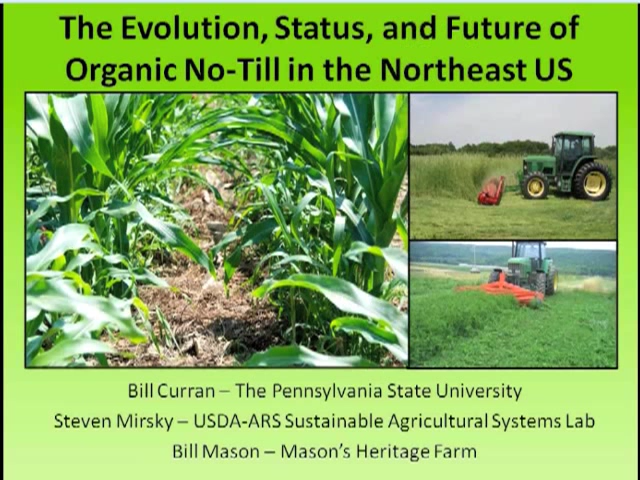 The Evolution, Status, and Future of
Organic No-Till in the Northeast US
Bill Curran – The Pennsylvania State University
Steven Mirsky – USDA-ARS Sustainable Agricultural Systems Lab
Bill Mason – Mason's Heritage Farm